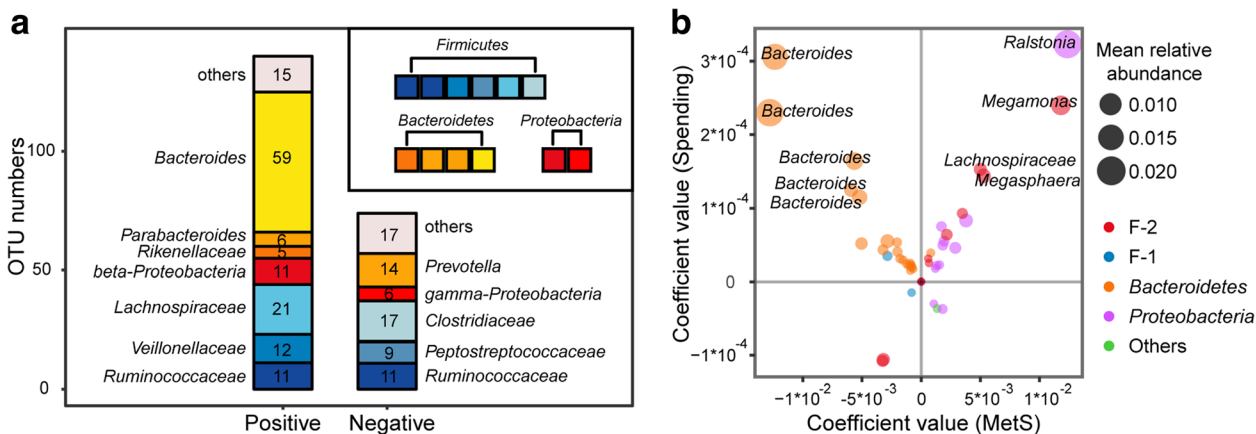 a
OTU numbers
100
50
0
others
Bacteroides
Parabacteroides
Rikenellaceae
beta-Proteobacteria
Lachnospiraceae
Veillonellaceae
Ruminococcaceae
15
59
6
5
11
21
12
11
Positive
17
14
6
17
9
11
Negative
others
Prevotella
gamma-Proteobacteria
Clostridiaceae
Peptostreptococcaceae
Ruminococcaceae
Firmicutes
Bacteroidetes
Proteobacteria
b
Coefficient value (Spending)
3*10⁻⁴
2*10⁻⁴
1*10⁻⁴
0
−1*10⁻⁴
Bacteroides
Bacteroides
Bacteroides
Bacteroides
Bacteroides
Ralstonia
Megamonas
Lachnospiraceae
Megasphaera
−1*10⁻²
-5*10⁻³
0
5*10⁻³
1*10⁻²
Coefficient value (MetS)
Mean relative
abundance
0.010
0.015
0.020
F-2
F-1
Bacteroidetes
Proteobacteria
Others